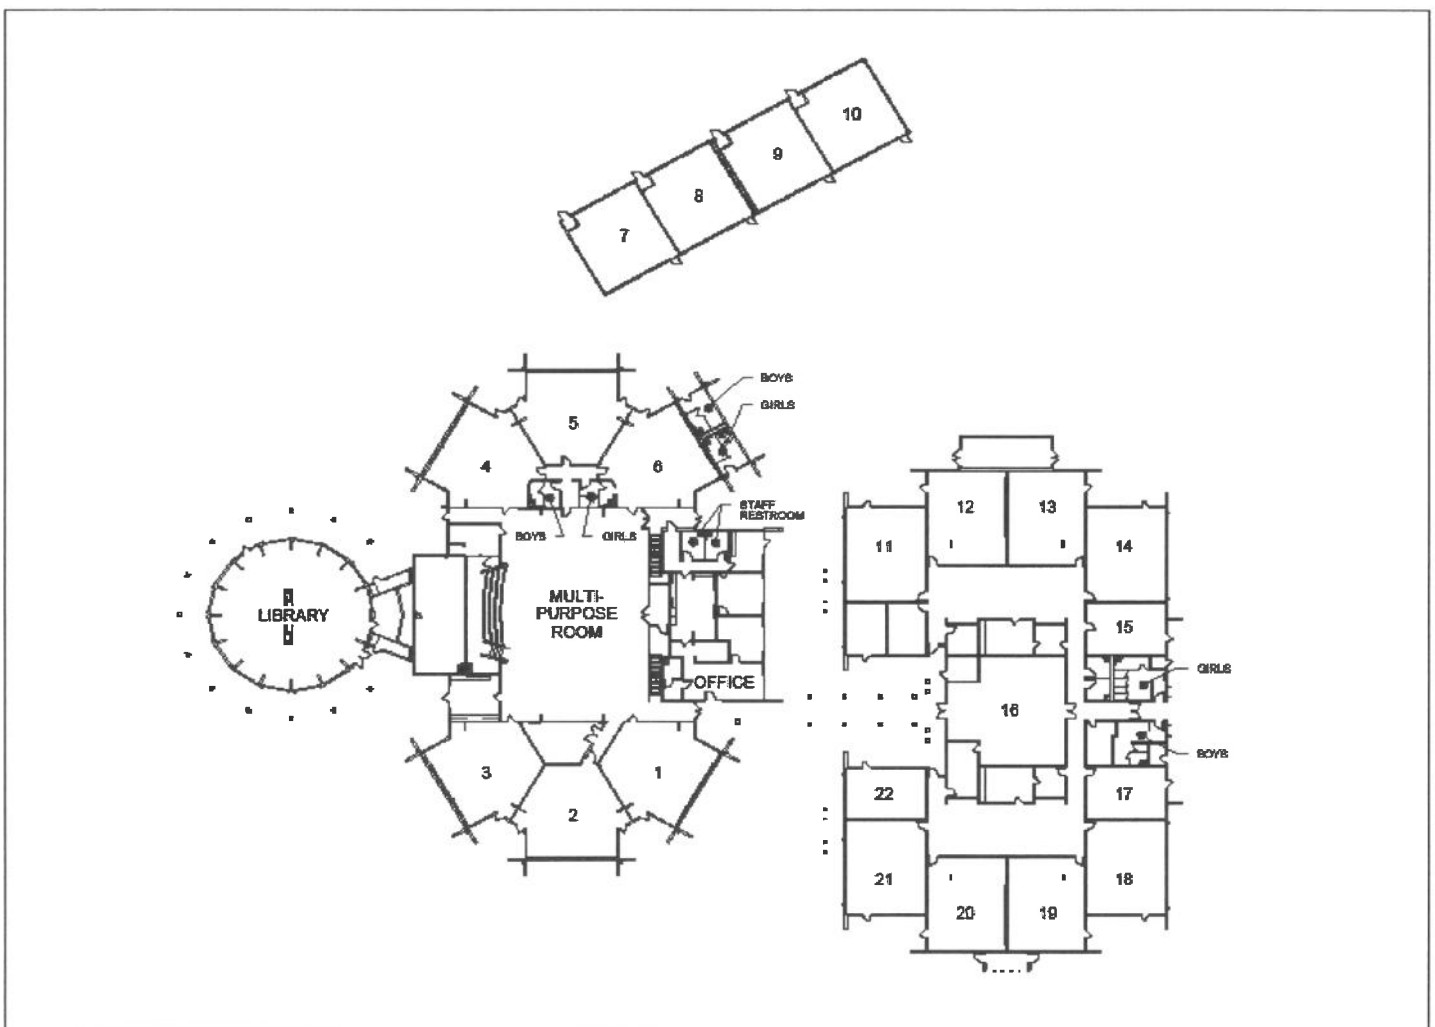 10
9
8
7
BOYS
GIRLS
5
4
6
STAFF
RESTROOM
BOYS
GIRLS
12
13
11
14
MULTI-
PURPOSE
ROOM
LIBRARY
15
GIRLS
OFFICE
16
BOYS
3
1
22
17
2
21
18
20
19